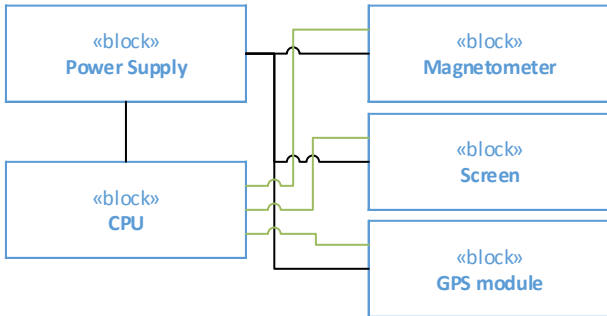 «block»
Power Supply
«block»
CPU
«block»
Magnetometer
«block»
Screen
«block»
GPS module